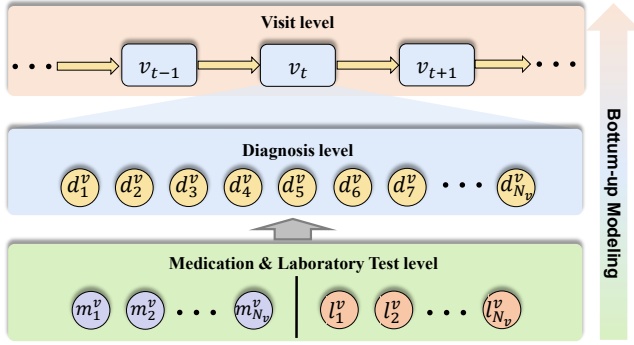 Visit level
• • • v_{t−1} v_t v_{t+1} • • •
Diagnosis level
d_1^v d_2^v d_3^v d_4^v d_5^v d_6^v d_7^v • • • d_{N_v}^v
Medication & Laboratory Test level
m_1^v m_2^v • • • m_{N_v}^v l_1^v l_2^v • • • l_{N_v}^v
Bottum-up Modeling